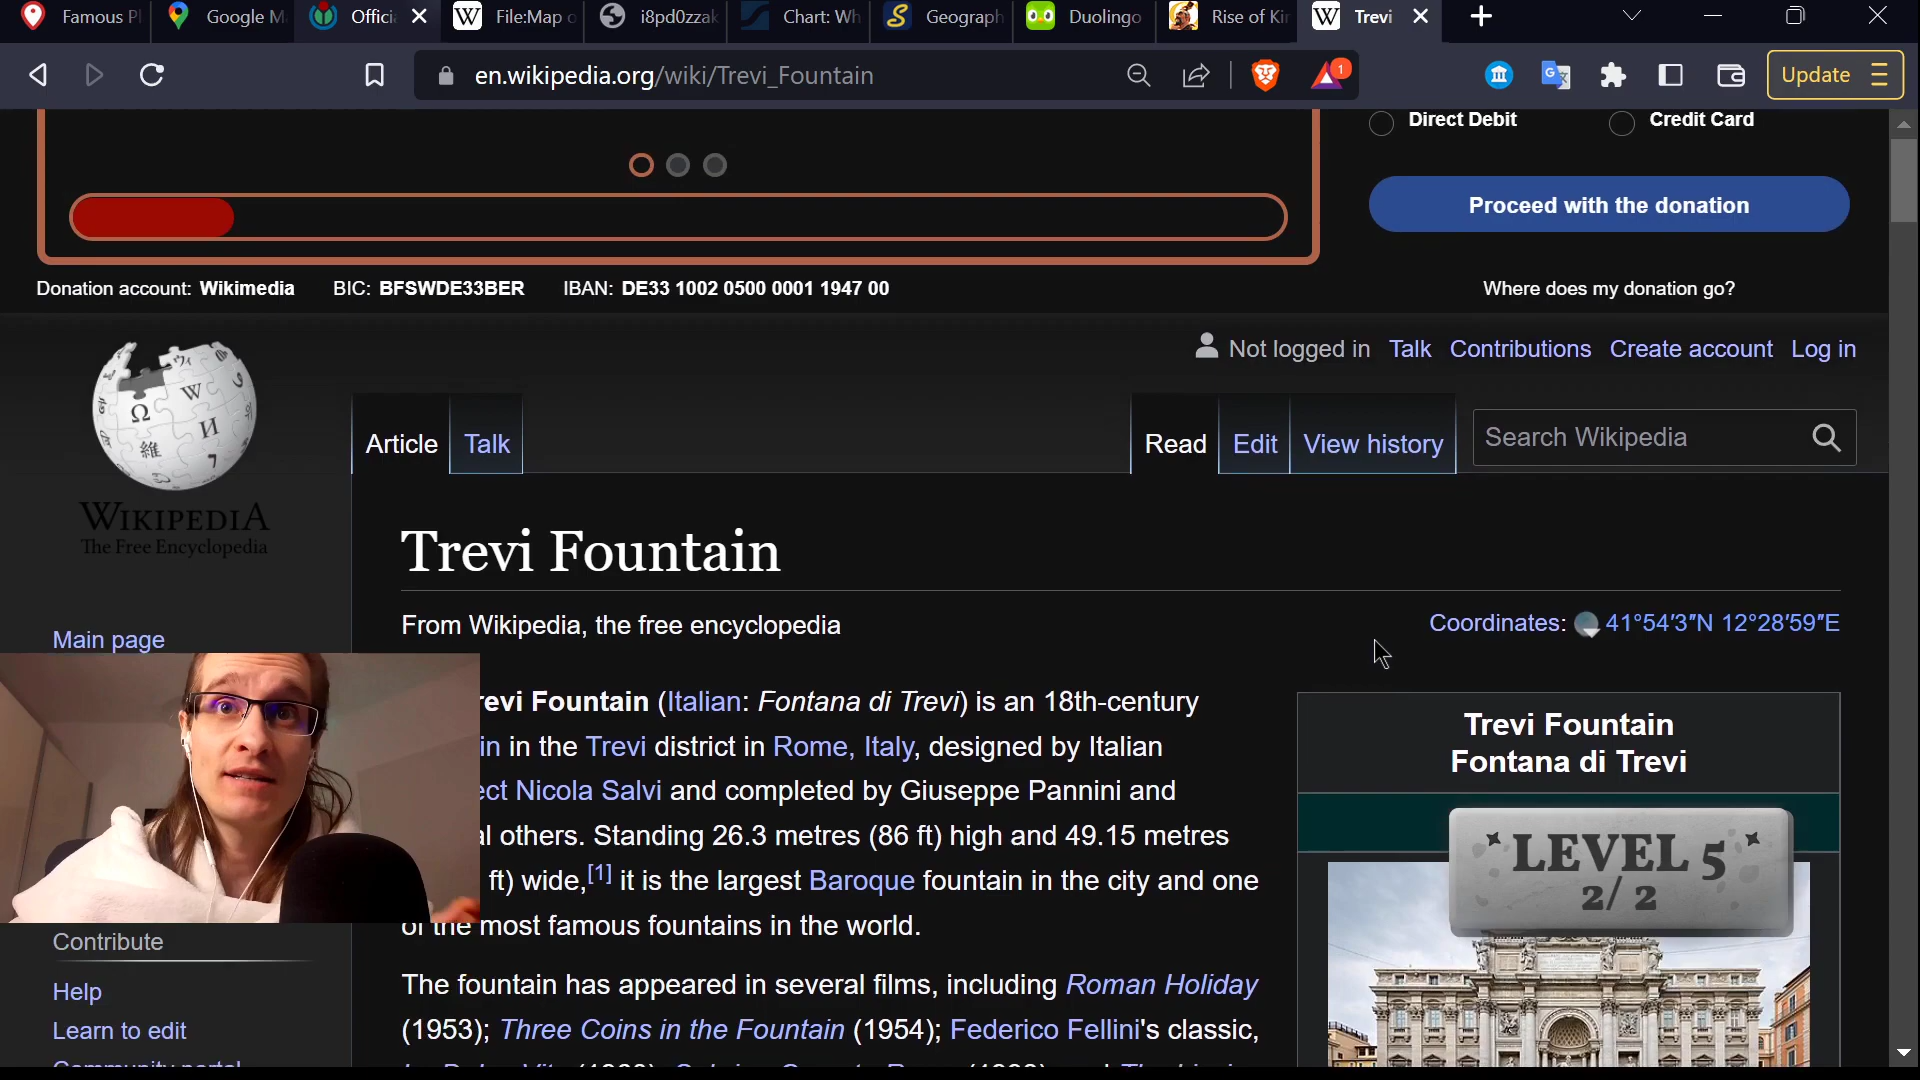 Famous Pl
Google M
Offici
File:Map o
i8pd0zzak
Chart: Wh
Geograph
Duolingo
Rise of Kin
Trevi
en.wikipedia.org/wiki/Trevi_Fountain
1
Update
Direct Debit
Credit Card
Proceed with the donation
Donation account: Wikimedia BIC: BFSWDE33BER IBAN: DE33 1002 0500 0001 1947 00
Where does my donation go?
Not logged in Talk Contributions Create account Log in
WIKIPEDIA
The Free Encyclopedia
Article Talk
Read Edit View history
Search Wikipedia
Trevi Fountain
From Wikipedia, the free encyclopedia
Coordinates: 41°54′3″N 12°28′59″E
Main page
revi Fountain (Italian: Fontana di Trevi) is an 18th-century
in in the Trevi district in Rome, Italy, designed by Italian
ect Nicola Salvi and completed by Giuseppe Pannini and
al others. Standing 26.3 metres (86 ft) high and 49.15 metres
ft) wide,[1] it is the largest Baroque fountain in the city and one
of the most famous fountains in the world.
The fountain has appeared in several films, including Roman Holiday
(1953); Three Coins in the Fountain (1954); Federico Fellini's classic,
Trevi Fountain
Fontana di Trevi
LEVEL 5
2/2
Contribute
Help
Learn to edit
Community portal